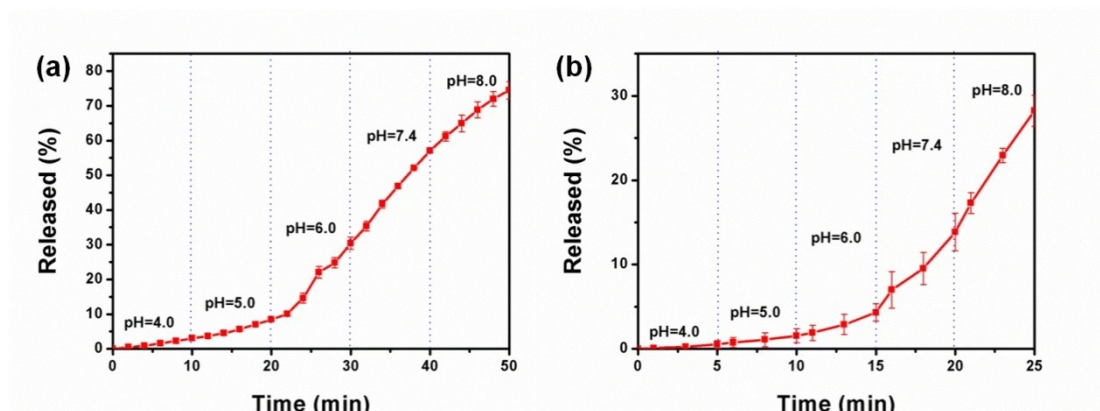 (a)
Released (%)
80
70
60
50
40
30
20
10
0
pH=4.0
pH=5.0
pH=6.0
pH=7.4
pH=8.0
0 10 20 30 40 50
Time (min)
(b)
Released (%)
30
20
10
0
pH=4.0
pH=5.0
pH=6.0
pH=7.4
pH=8.0
0 5 10 15 20 25
Time (min)